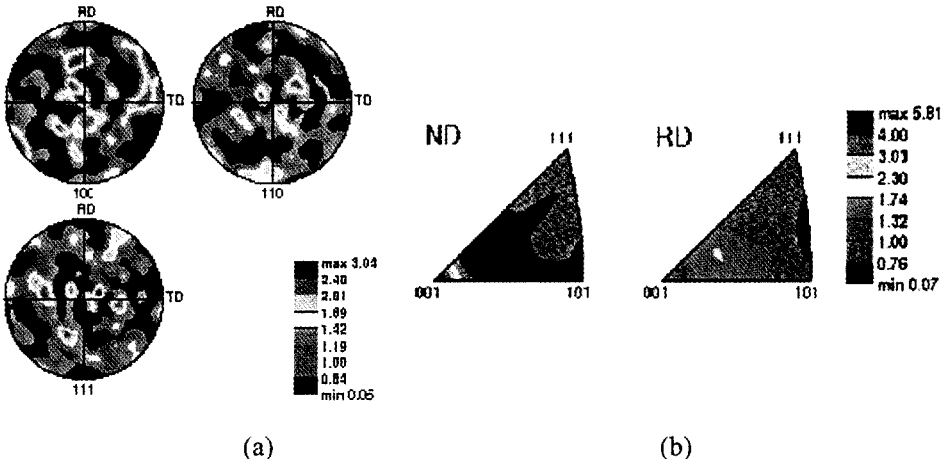 RD
RD
TD
TD
100
110
RD
TD
111
max 3.04
2.40
2.01
1.69
1.42
1.19
1.00
0.84
min 0.05
(a)
ND
111
001
101
RD
111
001
101
max 5.81
4.00
3.03
2.30
1.74
1.32
1.00
0.76
min 0.07
(b)